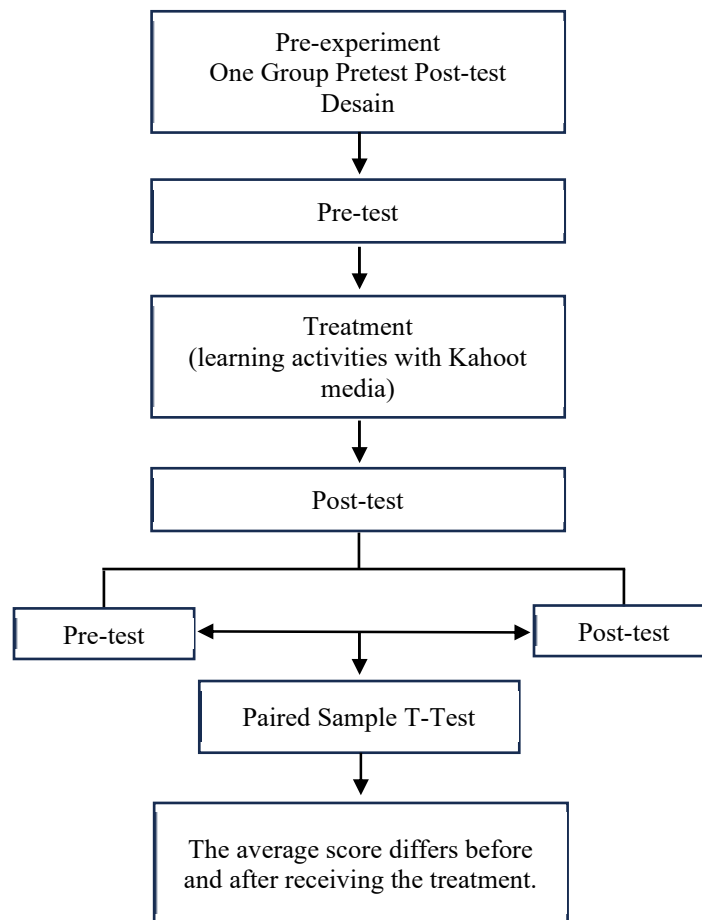 Pre-experiment
One Group Pretest Post-test
Desain
Pre-test
Treatment
(learning activities with Kahoot
media)
Post-test
Pre-test
Post-test
Paired Sample T-Test
The average score differs before
and after receiving the treatment.